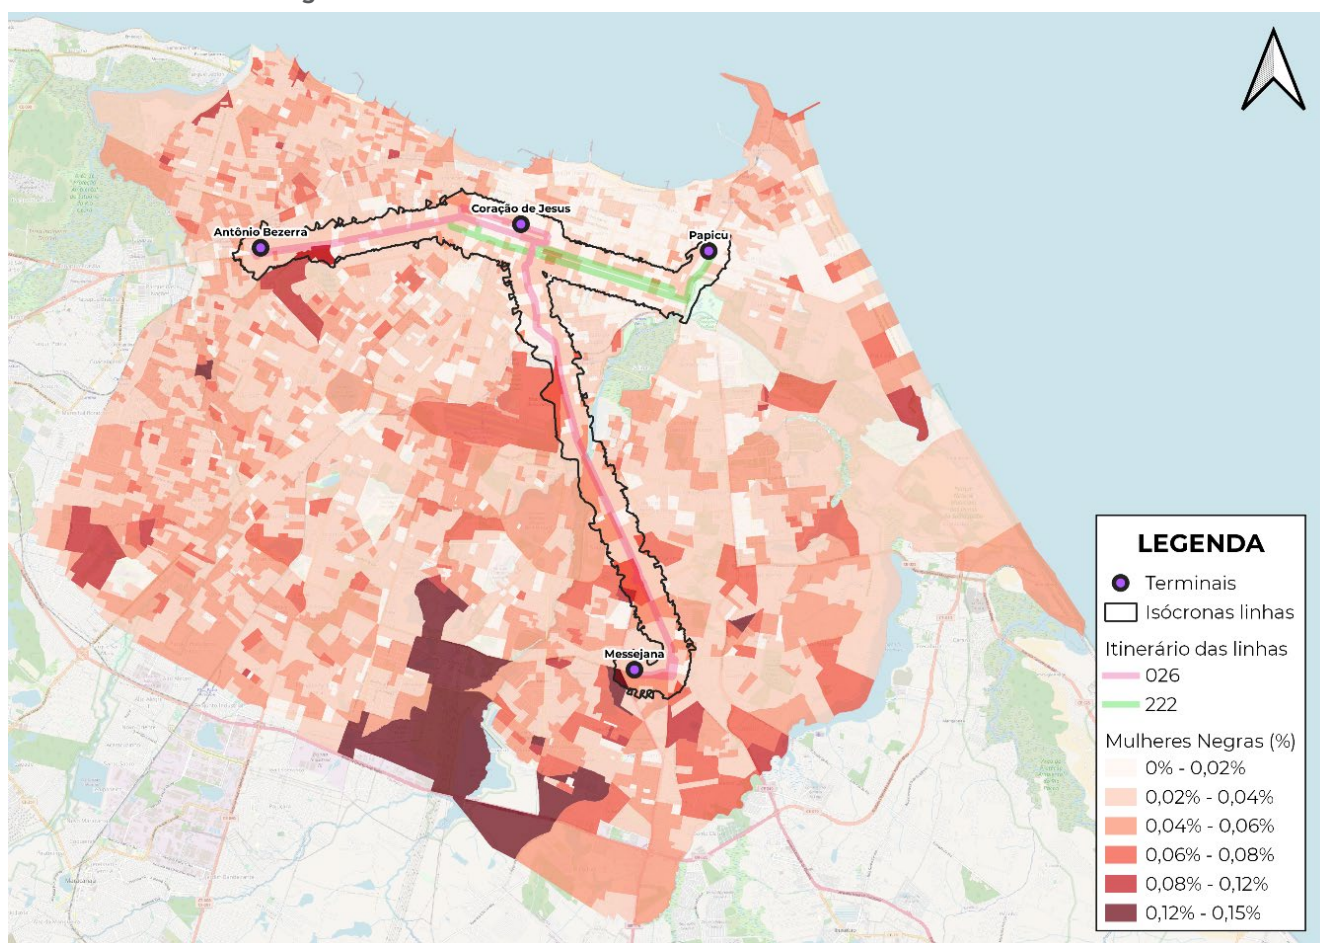 Coração de Jesus
Antônio Bezerra
Papicu
Messejana
LEGENDA
Terminais
Isócronas linhas
Itinerário das linhas
026
222
Mulheres Negras (%)
0% - 0,02%
0,02% - 0,04%
0,04% - 0,06%
0,06% - 0,08%
0,08% - 0,12%
0,12% - 0,15%